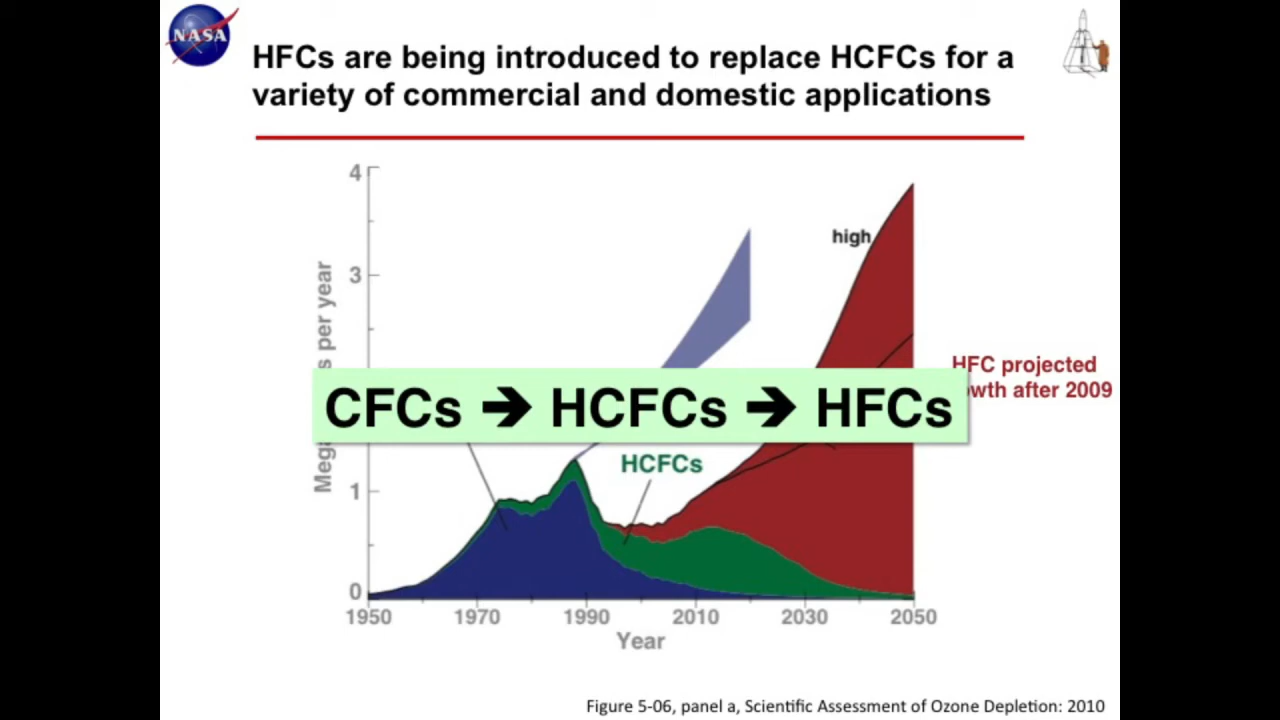 NASA
HFCs are being introduced to replace HCFCs for a
variety of commercial and domestic applications
4
3
1
0
per year
high
HFC projected
after 2009
CFCs → HCFCs → HFCs
HCFCs
1950 1970 1990 2010 2030 2050
Year
Figure 5-06, panel a, Scientific Assessment of Ozone Depletion: 2010